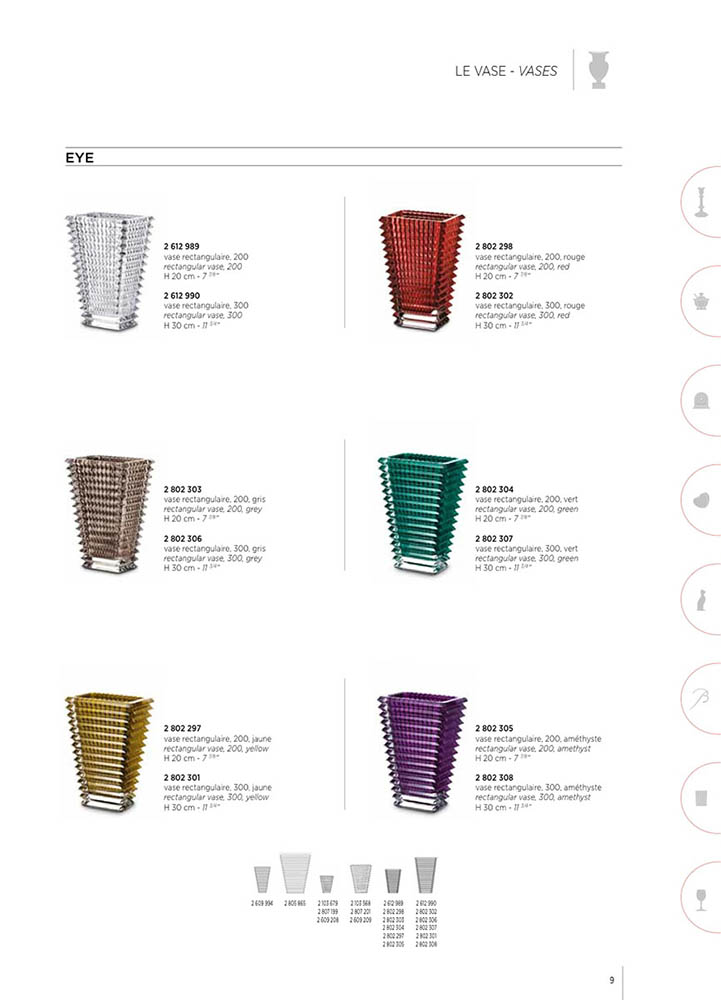 LE VASE - VASES
EYE
2 612 989
vase rectangulaire, 200
rectangular vase, 200
H 20 cm - 7 7/8"
2 612 990
vase rectangulaire, 300
rectangular vase, 300
H 30 cm - 11 3/4"
2 802 298
vase rectangulaire, 200, rouge
rectangular vase, 200, red
H 20 cm - 7 7/8"
2 802 302
vase rectangulaire, 300, rouge
rectangular vase, 300, red
H 30 cm - 11 3/4"
2 802 303
vase rectangulaire, 200, gris
rectangular vase, 200, grey
H 20 cm - 7 7/8"
2 802 306
vase rectangulaire, 300, gris
rectangular vase, 300, grey
H 30 cm - 11 3/4"
2 802 304
vase rectangulaire, 200, vert
rectangular vase, 200, green
H 20 cm - 7 7/8"
2 802 307
vase rectangulaire, 300, vert
rectangular vase, 300, green
H 30 cm - 11 3/4"
2 802 297
vase rectangulaire, 200, jaune
rectangular vase, 200, yellow
H 20 cm - 7 7/8"
2 802 301
vase rectangulaire, 300, jaune
rectangular vase, 300, yellow
H 30 cm - 11 3/4"
2 802 305
vase rectangulaire, 200, améthyste
rectangular vase, 200, amethyst
H 20 cm - 7 7/8"
2 802 308
vase rectangulaire, 300, améthyste
rectangular vase, 300, amethyst
H 30 cm - 11 3/4"
2 609 994 2 805 865 2 103 679 2 103 568 2 612 989 2 612 990
2 807 199 2 807 201 2 802 298 2 802 302
2 609 208 2 609 209 2 802 303 2 802 306
2 802 304 2 802 307
2 802 297 2 802 301
2 802 305 2 802 308
B
9